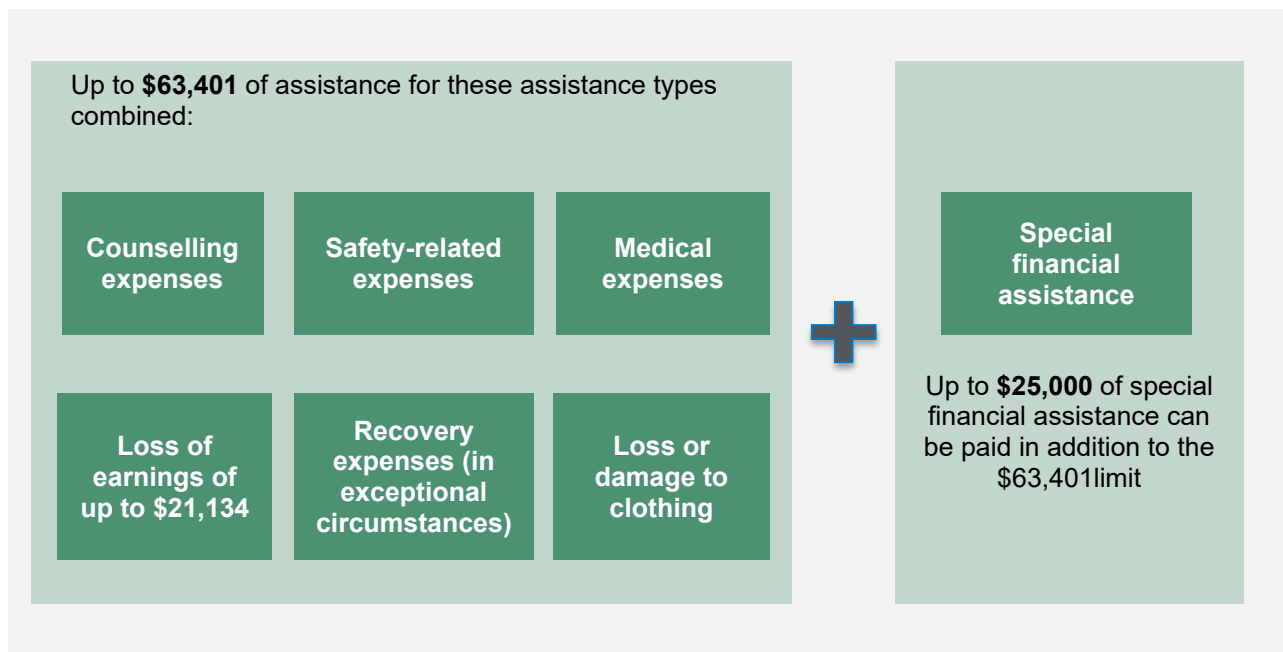 Up to $63,401 of assistance for these assistance types
combined:
Counselling
expenses
Safety-related
expenses
Medical
expenses
Loss of
earnings of
up to $21,134
Recovery
expenses (in
exceptional
circumstances)
Loss or
damage to
clothing
Special
financial
assistance
Up to $25,000 of special
financial assistance can
be paid in addition to the
$63,401limit